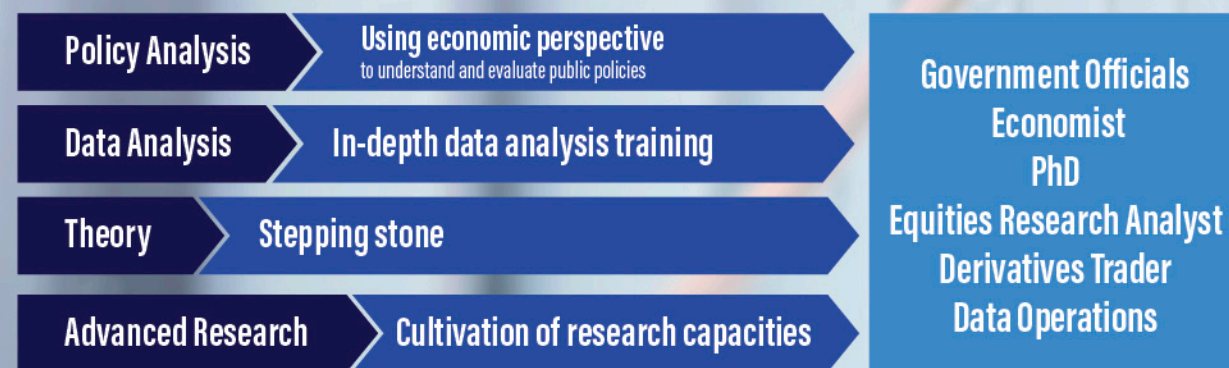 Policy Analysis
Using economic perspective
to understand and evaluate public policies
Data Analysis
In-depth data analysis training
Theory
Stepping stone
Advanced Research
Cultivation of research capacities
Government Officials
Economist
PhD
Equities Research Analyst
Derivatives Trader
Data Operations